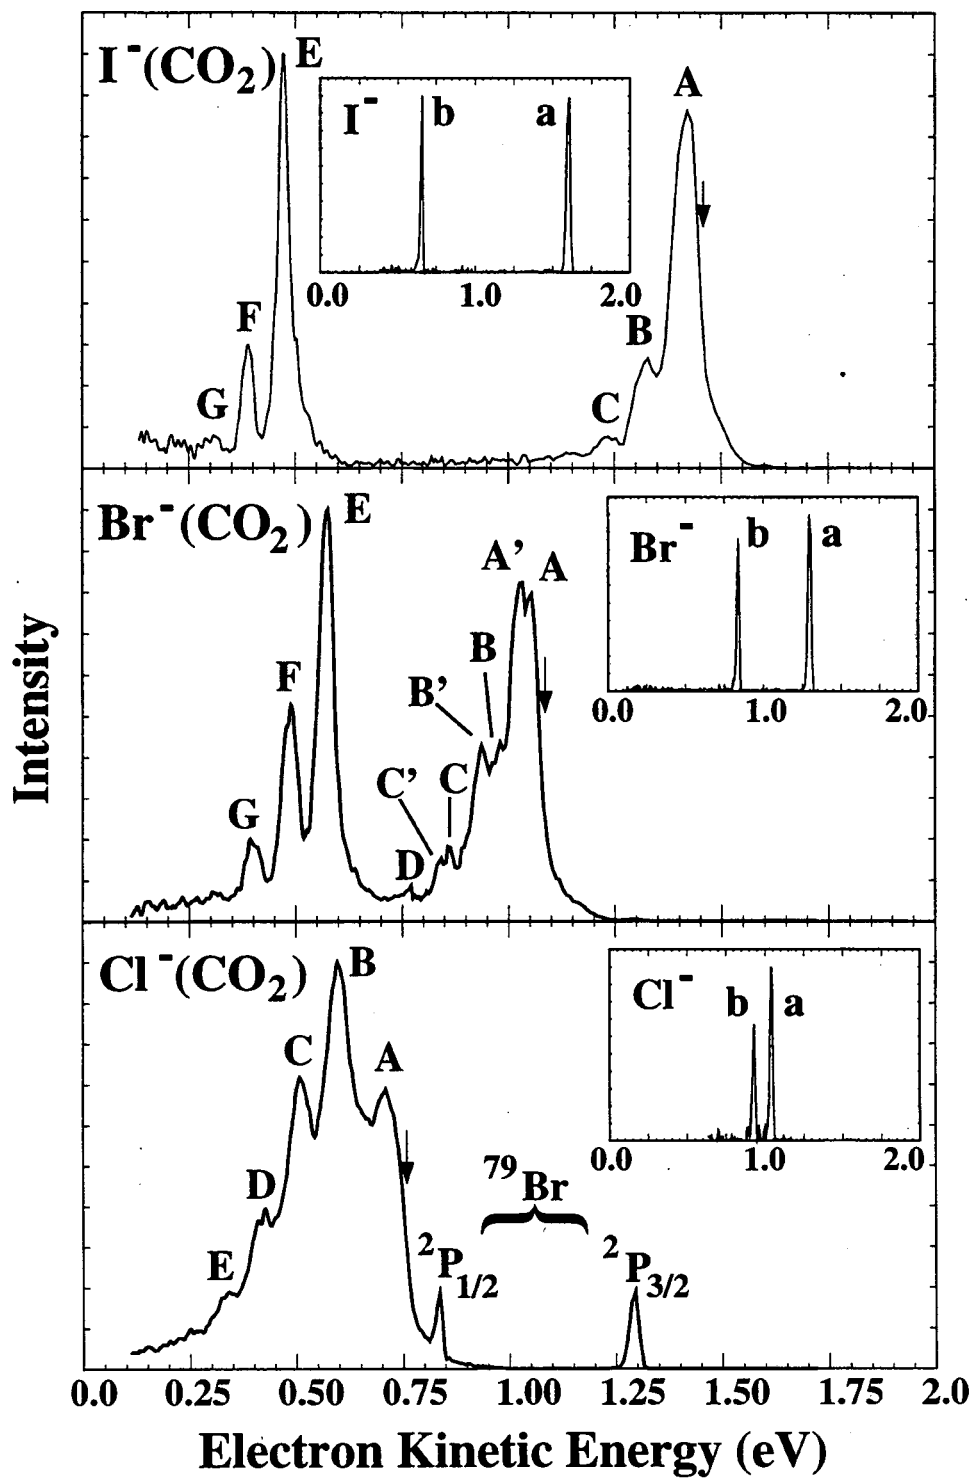 I⁻(CO₂)
E
A
I⁻
b
a
0.0 1.0 2.0
F
B
G
C
Br⁻(CO₂)
E
A' A
Br⁻
b
a
0.0 1.0 2.0
B
F
B'
C' C
G
D
Intensity
Cl⁻(CO₂)
B
Cl⁻
b
a
0.0 1.0 2.0
C
A
D
⁷⁹Br
E
²P₁/₂
²P₃/₂
0.0 0.25 0.50 0.75 1.00 1.25 1.50 1.75 2.0
Electron Kinetic Energy (eV)